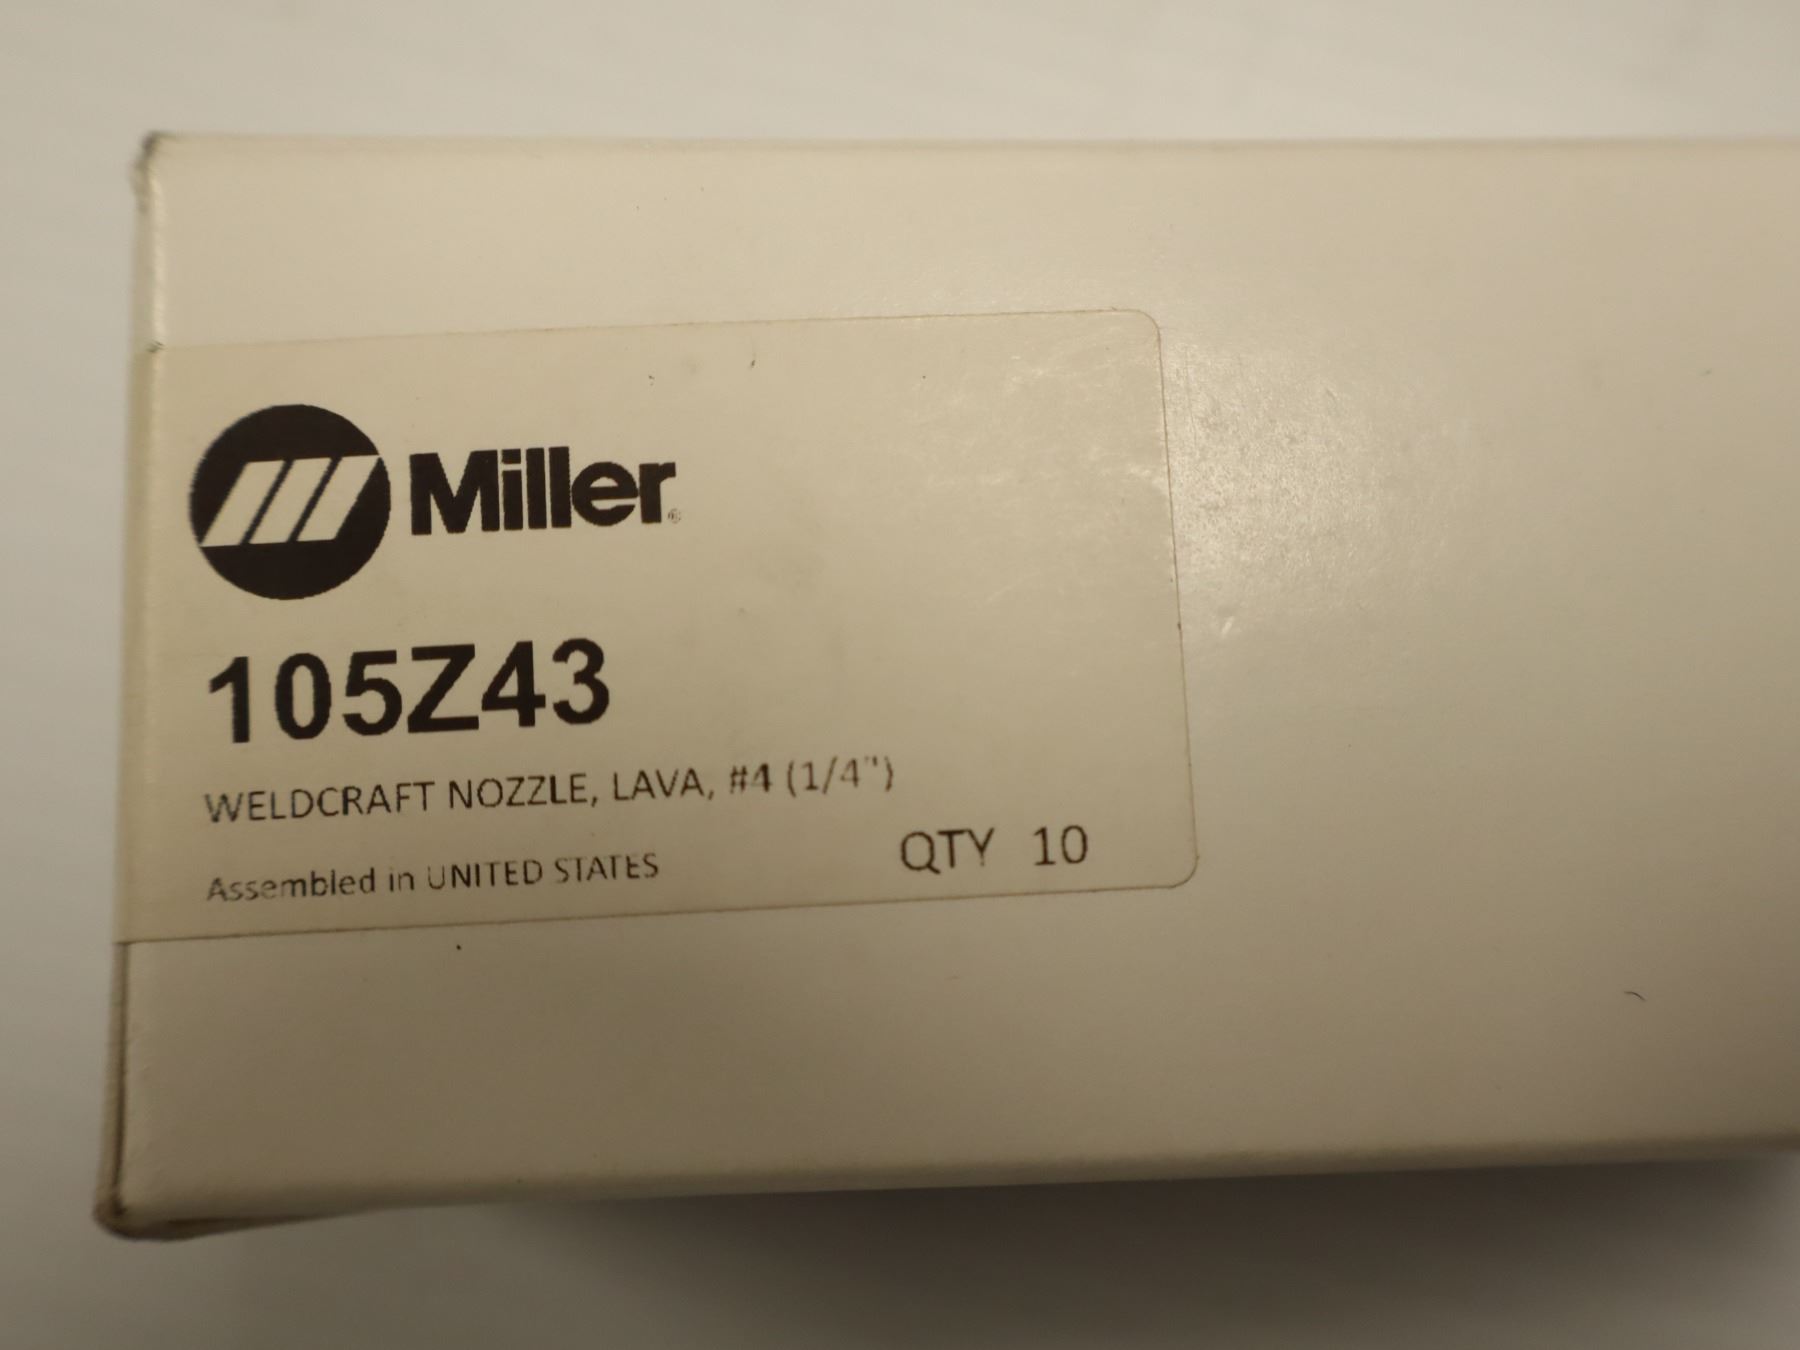 Miller®
105Z43
WELDCRAFT NOZZLE, LAVA, #4 (1/4")
Assembled in UNITED STATES
QTY 10